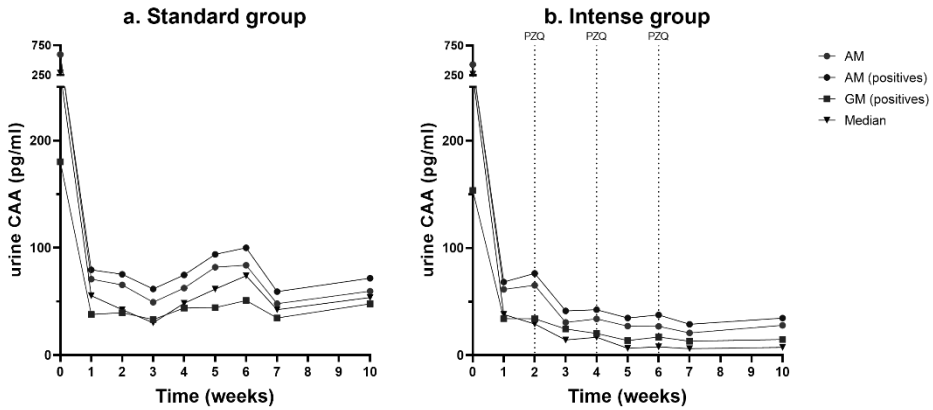 a. Standard group
750
250
200
100
0
urine CAA (pg/ml)
0 1 2 3 4 5 6 7 8 9 10
Time (weeks)
b. Intense group
PZQ PZQ PZQ
750
250
200
100
0
urine CAA (pg/ml)
0 1 2 3 4 5 6 7 8 9 10
Time (weeks)
AM
AM (positives)
GM (positives)
Median